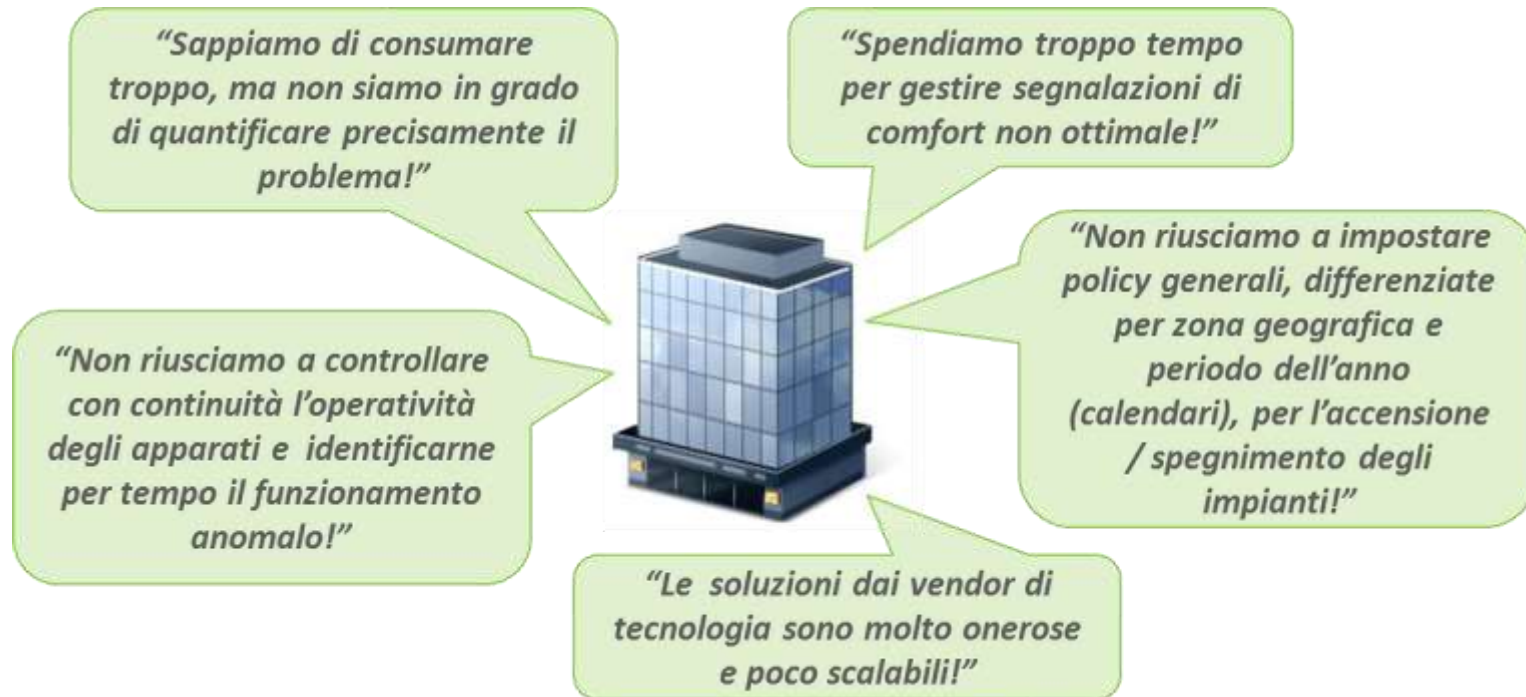 “Sappiamo di consumare
troppo, ma non siamo in grado
di quantificare precisamente il
problema!”
“Spendiamo troppo tempo
per gestire segnalazioni di
comfort non ottimale!”
“Non riusciamo a controllare
con continuità l’operatività
degli apparati e identificarne
per tempo il funzionamento
anomalo!”
“Non riusciamo a impostare
policy generali, differenziate
per zona geografica e
periodo dell’anno
(calendari), per l’accensione
/ spegnimento degli
impianti!”
“Le soluzioni dai vendor di
tecnologia sono molto onerose
e poco scalabili!”